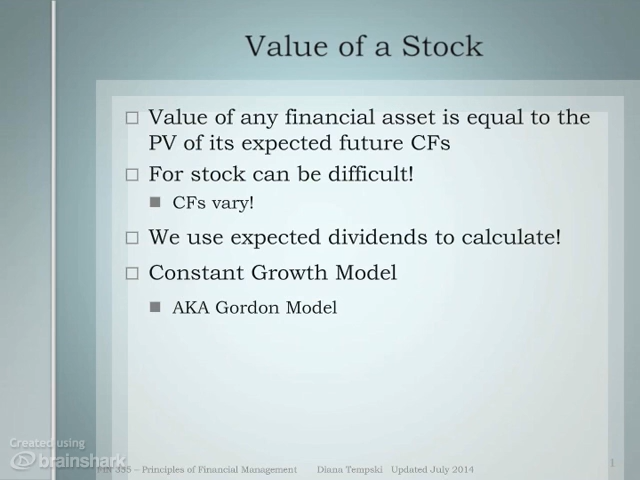 Value of a Stock
Value of any financial asset is equal to the
PV of its expected future CFs
For stock can be difficult!
CFs vary!
We use expected dividends to calculate!
Constant Growth Model
AKA Gordon Model
Created using
brainshark
385 – Principles of Financial Management Diana Tempski Updated July 2014
1